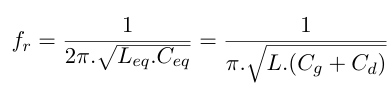 f_r = \frac{1}{2\pi.\sqrt{L_{eq}.C_{eq}}} = \frac{1}{\pi.\sqrt{L.(C_g + C_d)}}